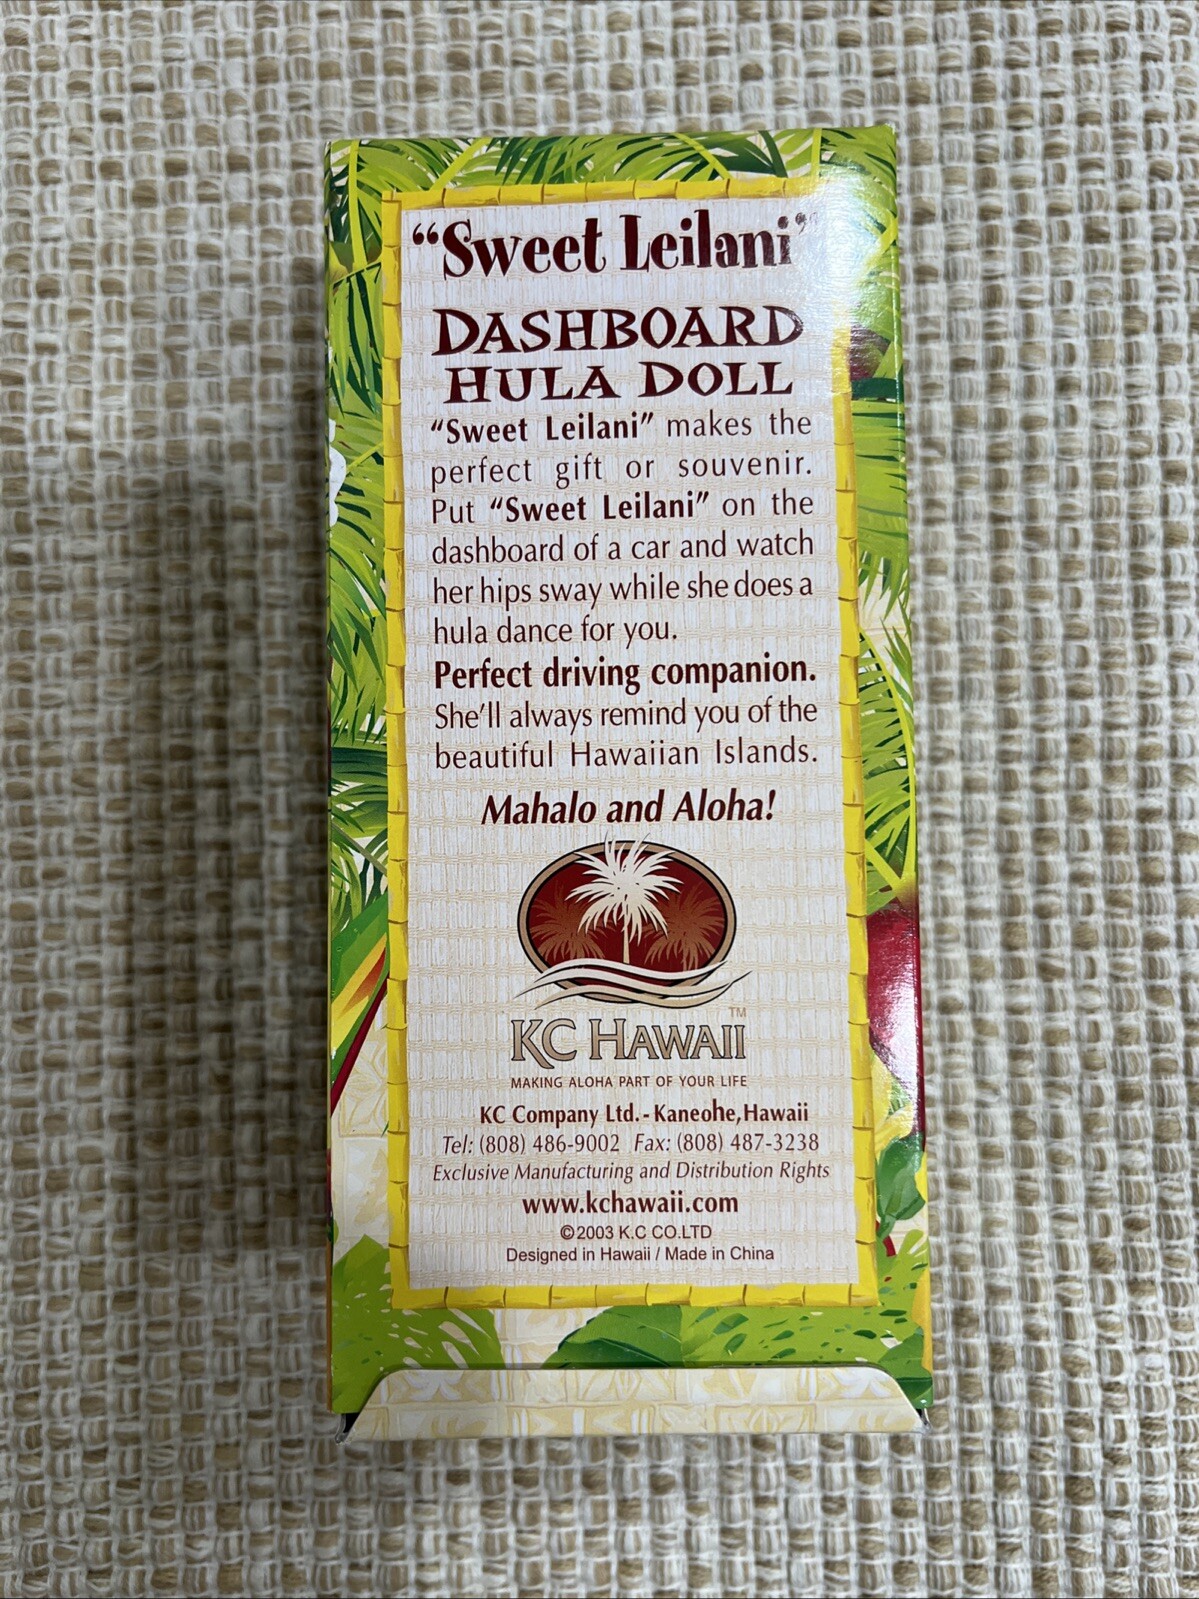 “Sweet Leilani”
DASHBOARD
HULA DOLL
“Sweet Leilani” makes the
perfect gift or souvenir.
Put “Sweet Leilani” on the
dashboard of a car and watch
her hips sway while she does a
hula dance for you.
Perfect driving companion.
She'll always remind you of the
beautiful Hawaiian Islands.
Mahalo and Aloha!
KC HAWAII™
MAKING ALOHA PART OF YOUR LIFE
KC Company Ltd.-Kaneohe,Hawaii
Tel: (808) 486-9002 Fax: (808) 487-3238
Exclusive Manufacturing and Distribution Rights
www.kchawaii.com
©2003 K.C CO.LTD
Designed in Hawaii / Made in China